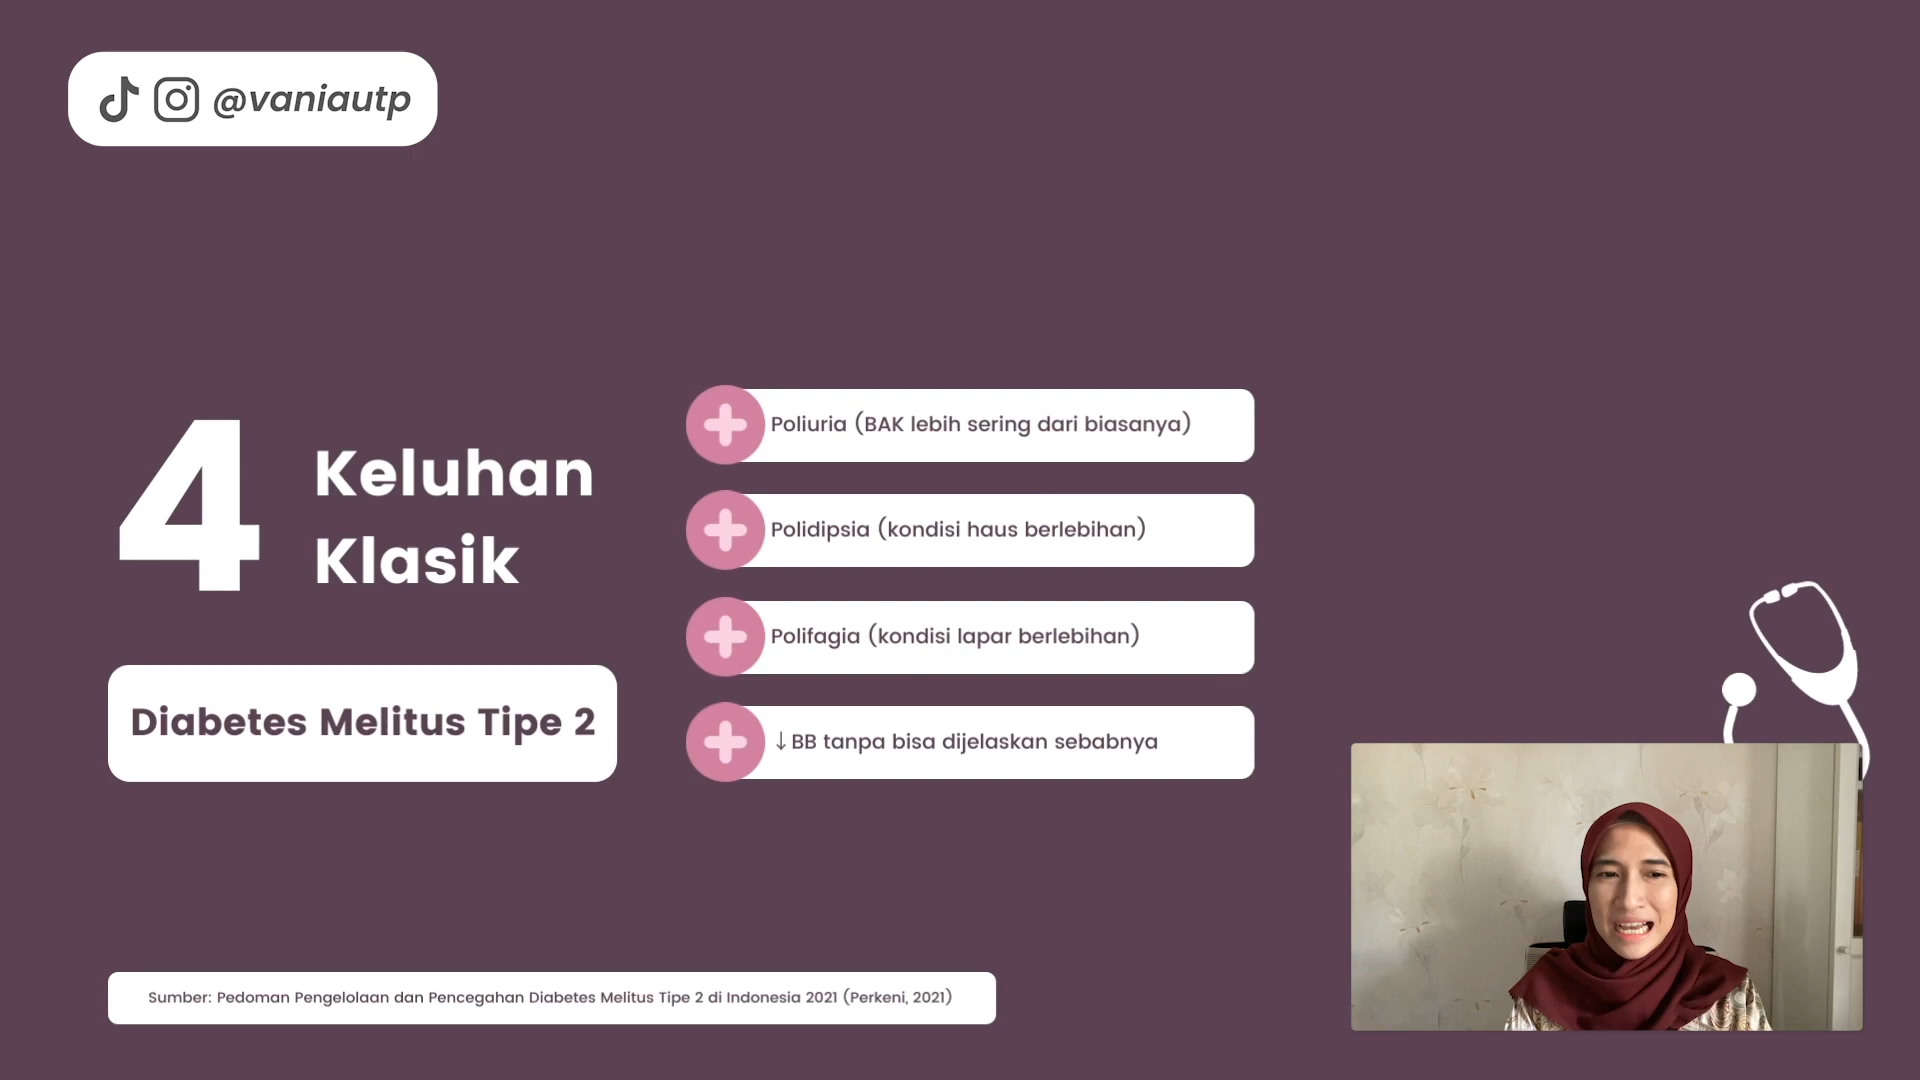 @vaniautp
4 Keluhan
Klasik
Diabetes Melitus Tipe 2
Poliuria (BAK lebih sering dari biasanya)
Polidipsia (kondisi haus berlebihan)
Polifagia (kondisi lapar berlebihan)
↓BB tanpa bisa dijelaskan sebabnya
Sumber: Pedoman Pengelolaan dan Pencegahan Diabetes Melitus Tipe 2 di Indonesia 2021 (Perkeni, 2021)